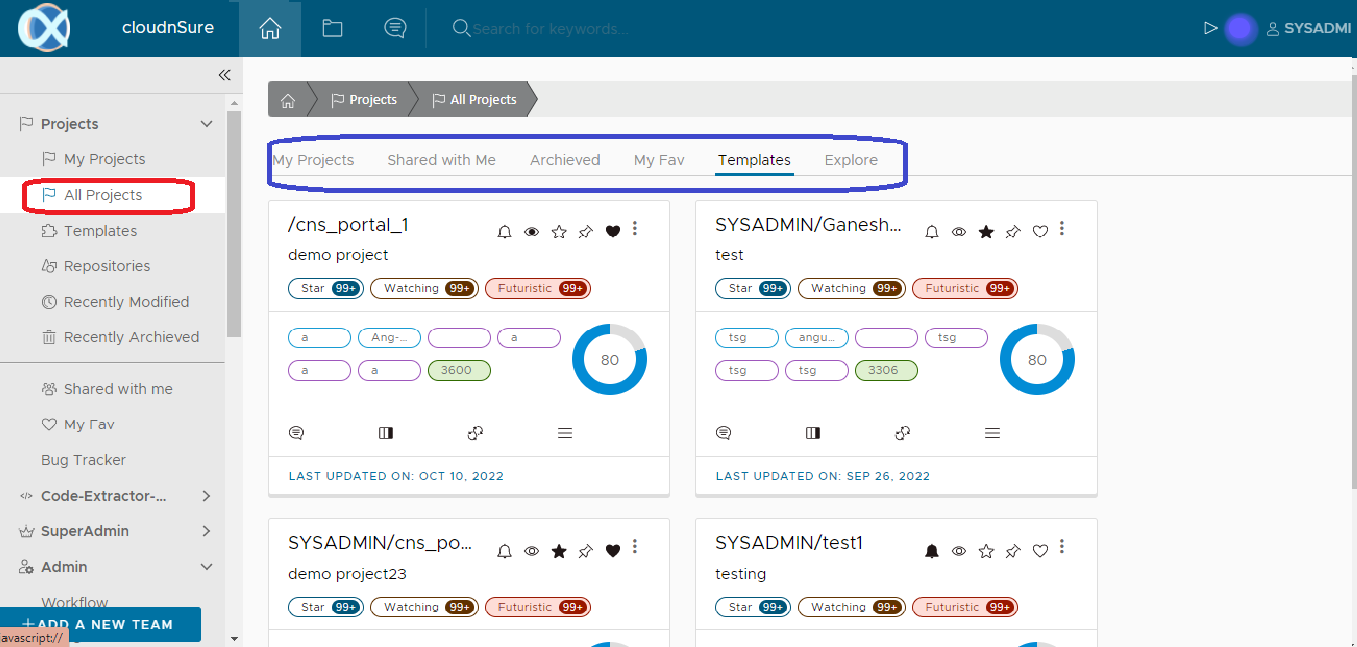 cloudnSure
Search for keywords...
SYSADMI
Projects
My Projects
All Projects
Templates
Repositories
Recently Modified
Recently Archieved
Shared with me
My Fav
Bug Tracker
Code-Extractor-...
SuperAdmin
Admin
Workflow
+ADD A NEW TEAM
avascript://
Projects All Projects
My Projects Shared with Me Archieved My Fav Templates Explore
/cns_portal_1
demo project
Star 99+ Watching 99+ Futuristic 99+
a Ang-... a
a a 3600
80
LAST UPDATED ON: OCT 10, 2022
SYSADMIN/Ganesh...
test
Star 99+ Watching 99+ Futuristic 99+
tsg angu... tsg
tsg tsg 3306
80
LAST UPDATED ON: SEP 26, 2022
SYSADMIN/cns_po...
demo project23
Star 99+ Watching 99+ Futuristic 99+
SYSADMIN/test1
testing
Star 99+ Watching 99+ Futuristic 99+